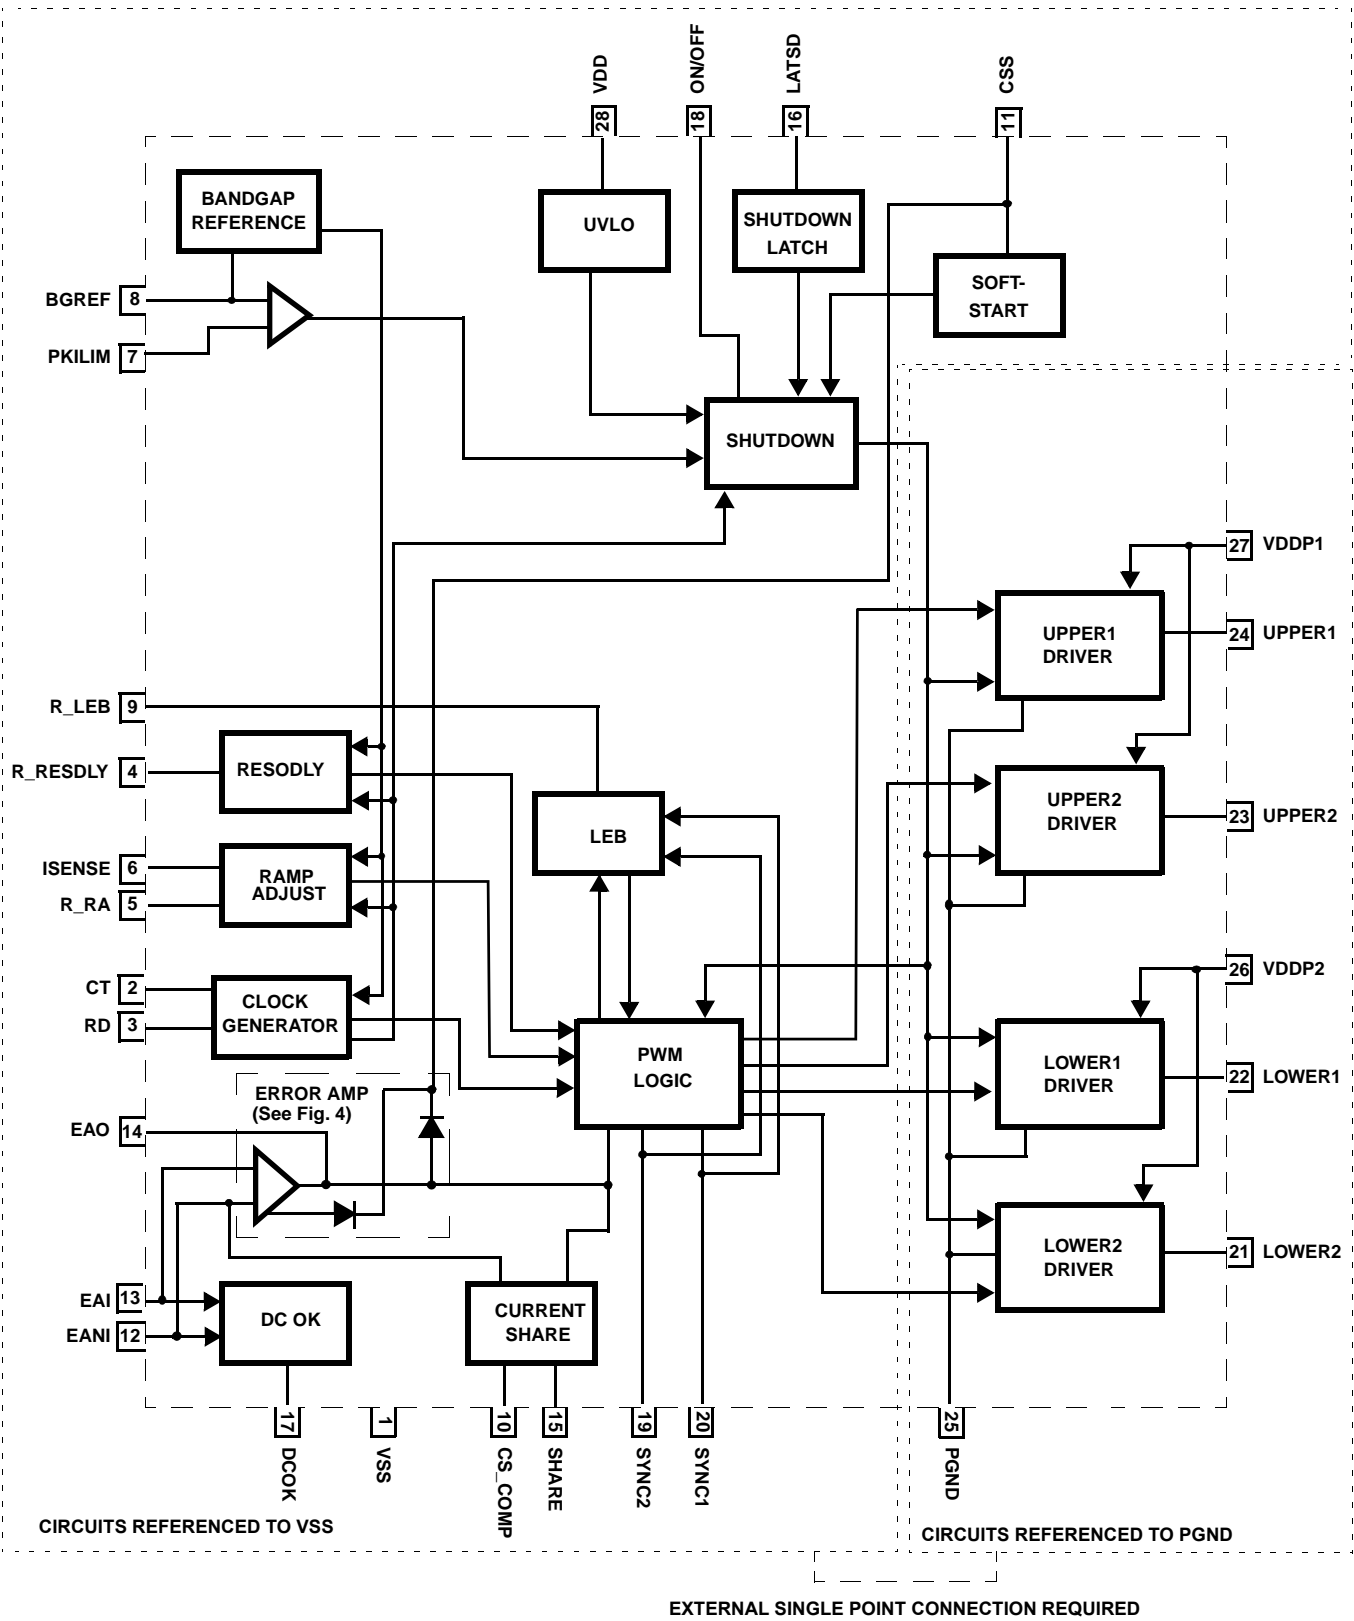 VDD
ON/OFF
LATSD
CSS
28
18
16
11
BANDGAP
REFERENCE
UVLO
SHUTDOWN
LATCH
SOFT-
START
BGREF 8
PKILIM 7
SHUTDOWN
27 VDDP1
UPPER1
DRIVER
24 UPPER1
R_LEB 9
R_RESDLY 4
RESODLY
UPPER2
DRIVER
23 UPPER2
LEB
ISENSE 6
R_RA 5
RAMP
ADJUST
26 VDDP2
CT 2
RD 3
CLOCK
GENERATOR
PWM
LOGIC
LOWER1
DRIVER
22 LOWER1
ERROR AMP
(See Fig. 4)
EAO 14
LOWER2
DRIVER
21 LOWER2
EAI 13
EANI 12
DC OK
CURRENT
SHARE
17
1
10
15
19
20
25
DCOK
VSS
CS_COMP
SHARE
SYNC2
SYNC1
PGND
CIRCUITS REFERENCED TO VSS
CIRCUITS REFERENCED TO PGND
EXTERNAL SINGLE POINT CONNECTION REQUIRED